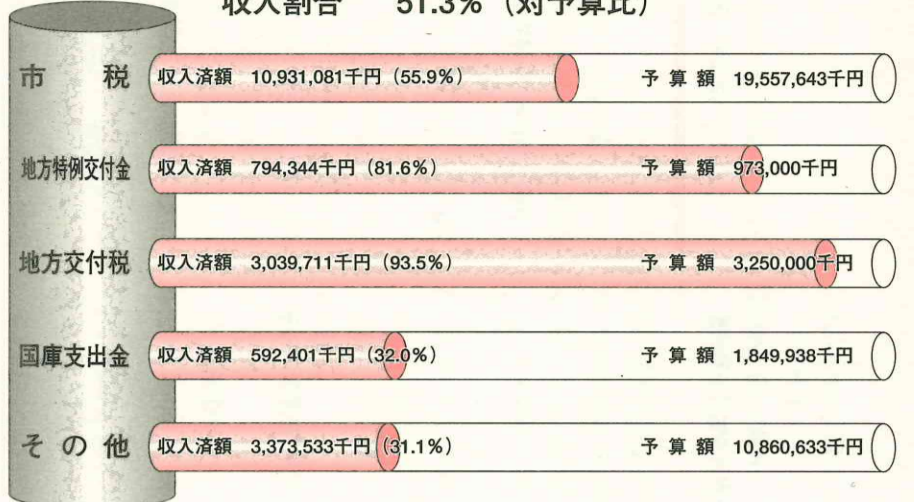 収入割合 51.3%（対予算比）
市税 収入済額 10,931,081千円（55.9%） 予算額 19,557,643千円
地方特例交付金 収入済額 794,344千円（81.6%） 予算額 973,000千円
地方交付税 収入済額 3,039,711千円（93.5%） 予算額 3,250,000千円
国庫支出金 収入済額 592,401千円（32.0%） 予算額 1,849,938千円
その他 収入済額 3,373,533千円（31.1%） 予算額 10,860,633千円